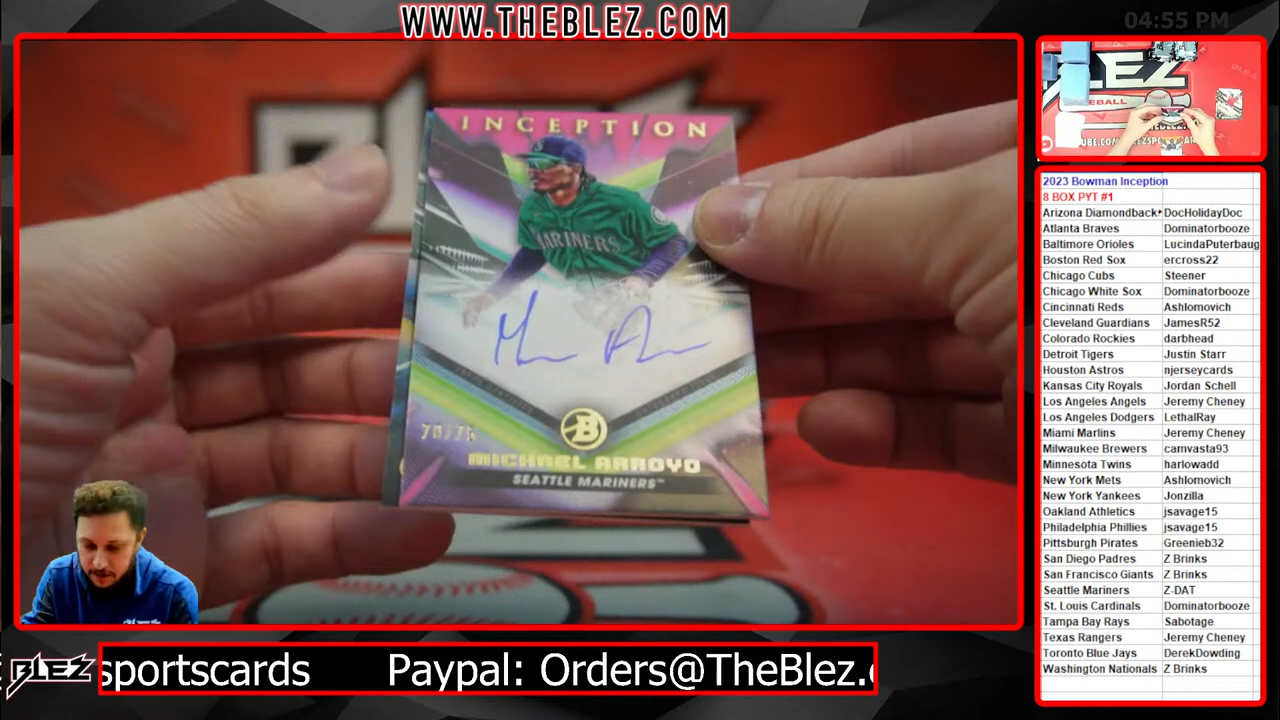 WWW.THEBLEZ.COM
04:55 PM
INCEPTION
MARINERS
B
MICHAEL ARROYO
SEATTLE MARINERS™
BLEZ
sportscards Paypal: Orders@TheBlez.c
2023 Bowman Inception
8 BOX PYT #1
Arizona Diamondback DocHolidayDoc
Atlanta Braves Dominatorbooze
Baltimore Orioles LucindaPuterbaug
Boston Red Sox ercross22
Chicago Cubs Steener
Chicago White Sox Dominatorbooze
Cincinnati Reds Ashlomovich
Cleveland Guardians JamesR52
Colorado Rockies darbhead
Detroit Tigers Justin Starr
Houston Astros njerseycards
Kansas City Royals Jordan Schell
Los Angeles Angels Jeremy Cheney
Los Angeles Dodgers LethalRay
Miami Marlins Jeremy Cheney
Milwaukee Brewers camvasta93
Minnesota Twins harlowadd
New York Mets Ashlomovich
New York Yankees Jonzilla
Oakland Athletics jsavage15
Philadelphia Phillies jsavage15
Pittsburgh Pirates Greenieb32
San Diego Padres Z Brinks
San Francisco Giants Z Brinks
Seattle Mariners Z-DAT
St. Louis Cardinals Dominatorbooze
Tampa Bay Rays Sabotage
Texas Rangers Jeremy Cheney
Toronto Blue Jays DerekDowding
Washington Nationals Z Brinks